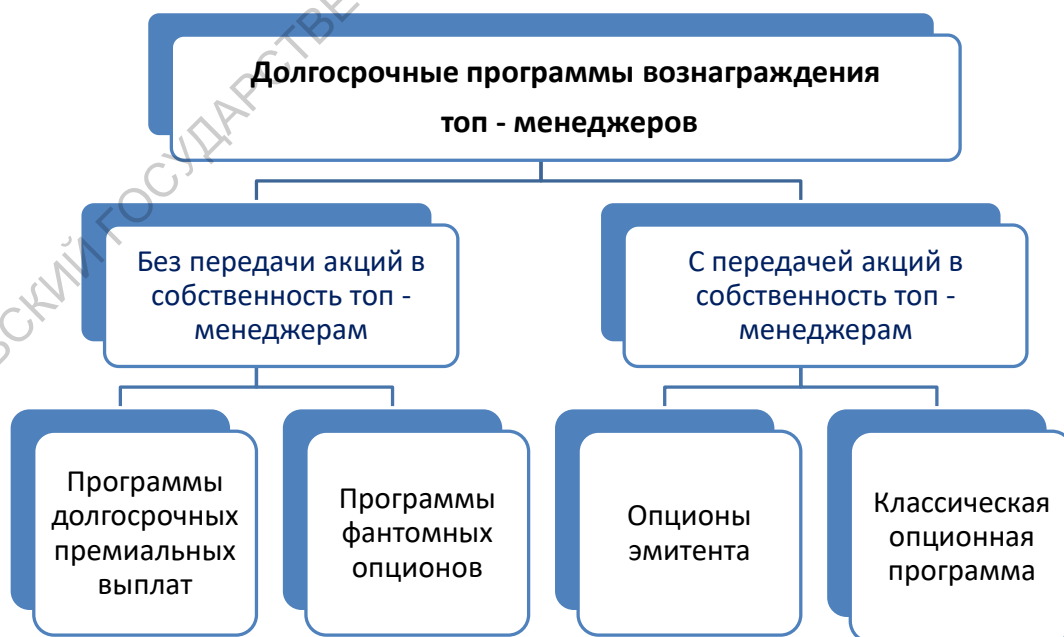 Долгосрочные программы вознаграждения
топ - менеджеров
Без передачи акций в
собственность топ -
менеджерам
С передачей акций в
собственность топ -
менеджерам
Программы
долгосрочных
премиальных
выплат
Программы
фантомных
опционов
Опционы
эмитента
Классическая
опционная
программа